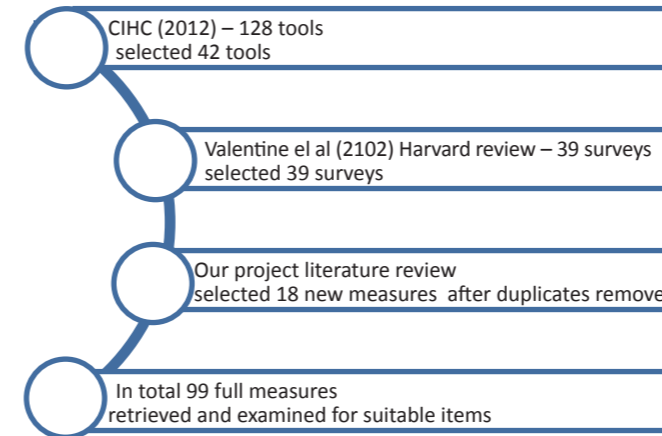 CIHC (2012) – 128 tools
selected 42 tools
Valentine el al (2102) Harvard review – 39 surveys
selected 39 surveys
Our project literature review
selected 18 new measures after duplicates remove
In total 99 full measures
retrieved and examined for suitable items